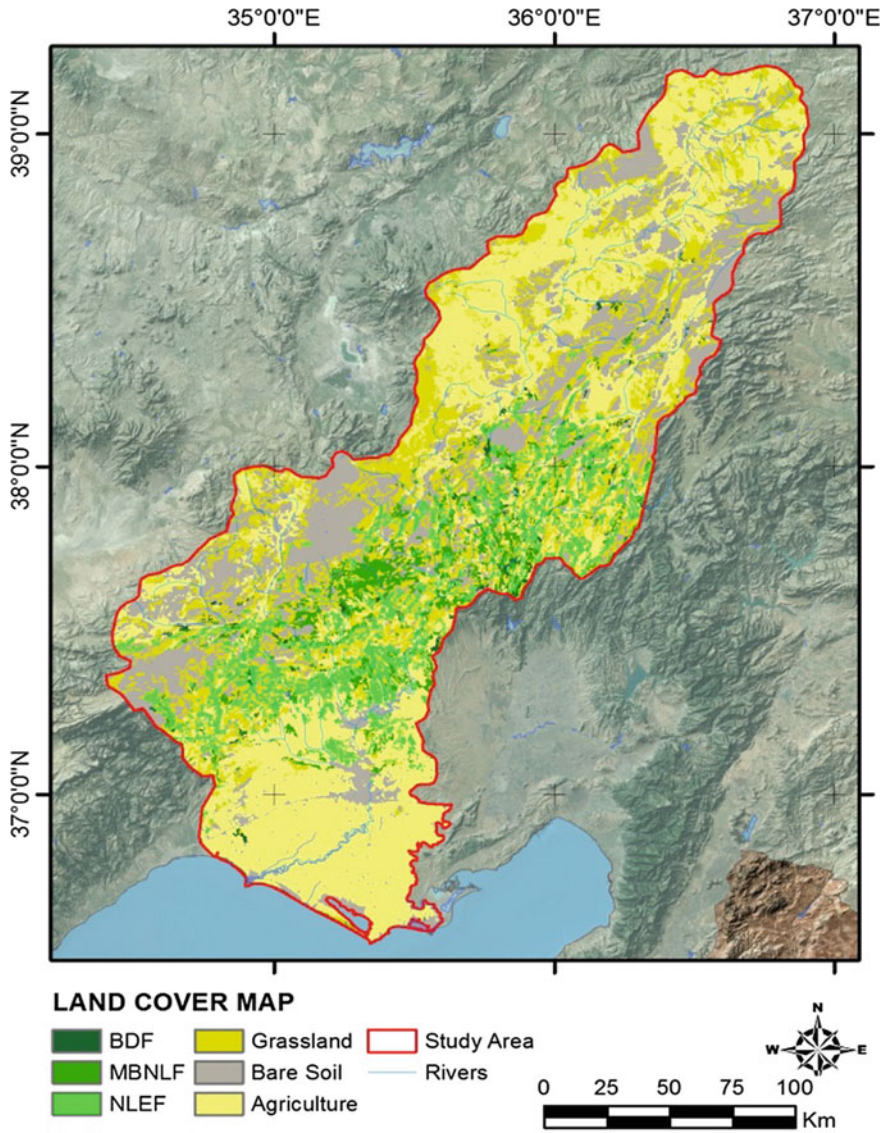 35°0'0"E 36°0'0"E 37°0'0"E
39°0'0"N
38°0'0"N
37°0'0"N
LAND COVER MAP
BDF Grassland Study Area
MBNLF Bare Soil Rivers
NLEF Agriculture
N
W E
S
0 25 50 75 100
Km